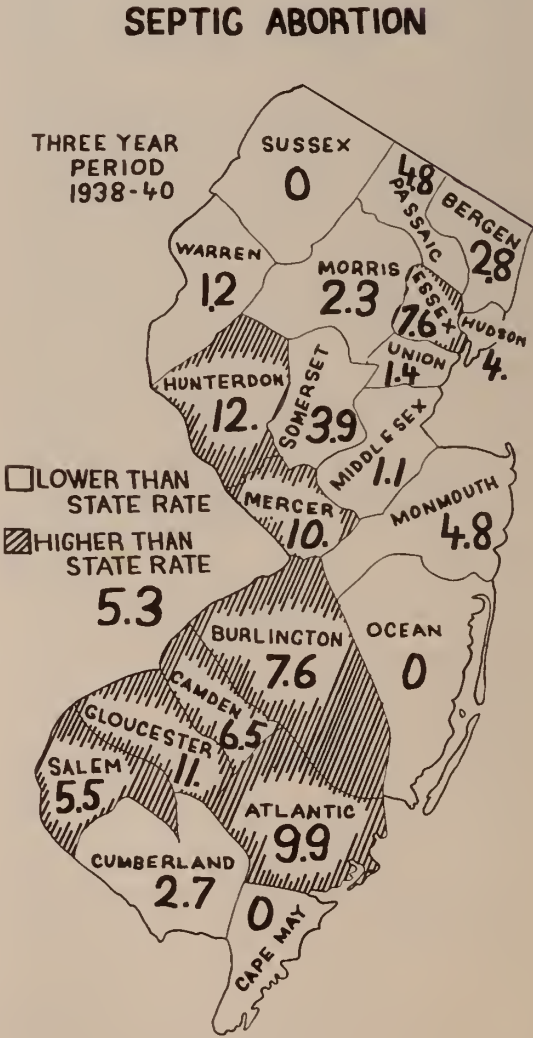 SEPTIC ABORTION
THREE YEAR
PERIOD
1938-40
SUSSEX
0
4.8
PASSAIC
BERGEN
2.8
WARREN
1.2
MORRIS
2.3
ESSEX
7.6
HUDSON
4.
UNION
1.4
HUNTERDON
12.
SOMERSET
3.9
MIDDLESEX
1.1
MERCER
10.
MONMOUTH
4.8
LOWER THAN
STATE RATE
HIGHER THAN
STATE RATE
5.3
BURLINGTON
7.6
OCEAN
0
CAMDEN
6.5
GLOUCESTER
11.
SALEM
5.5
ATLANTIC
9.9
CUMBERLAND
2.7
0
CAPE MAY